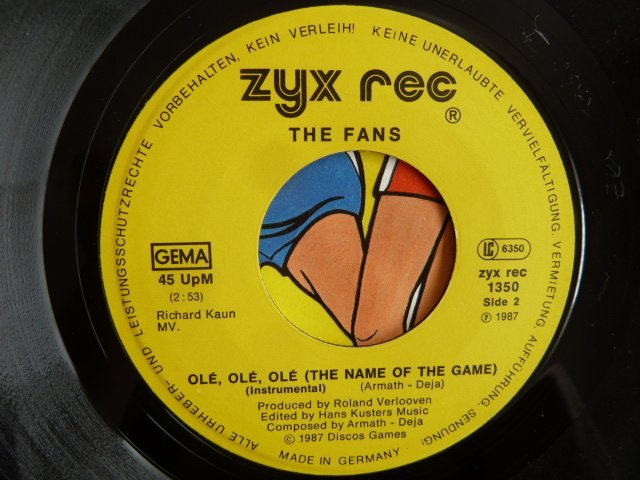 ALLE URHEBER- UND LEISTUNGSSCHUTZRECHTE VORBEHALTEN, KEIN VERLEIH! KEINE UNERLAUBTE VERVIELFÄLTIGUNG, VERMIETUNG, AUFFÜHRUNG, SENDUNG!
zyx rec
®
THE FANS
GEMA
45 UpM
(2:53)
Richard Kaun
MV.
LC 6350
zyx rec
1350
Side 2
℗ 1987
OLÉ, OLÉ, OLÉ (THE NAME OF THE GAME)
(Instrumental) (Armath - Deja)
Produced by Roland Verlooven
Edited by Hans Kusters Music
Composed by Armath - Deja
© 1987 Discos Games
MADE IN GERMANY